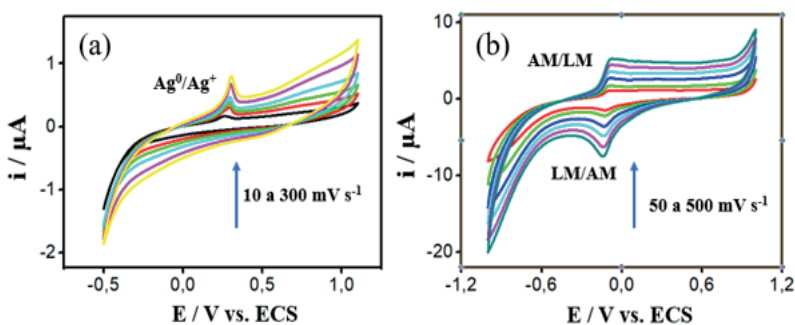 (a)
Ag⁰/Ag⁺
10 a 300 mV s⁻¹
i / µA
1
0
-1
-2
-0,5
0,0
0,5
1,0
E / V vs. ECS
(b)
AM/LM
LM/AM
50 a 500 mV s⁻¹
i / µA
10
0
-10
-20
-1,2
-0,6
0,0
0,6
1,2
E / V vs. ECS